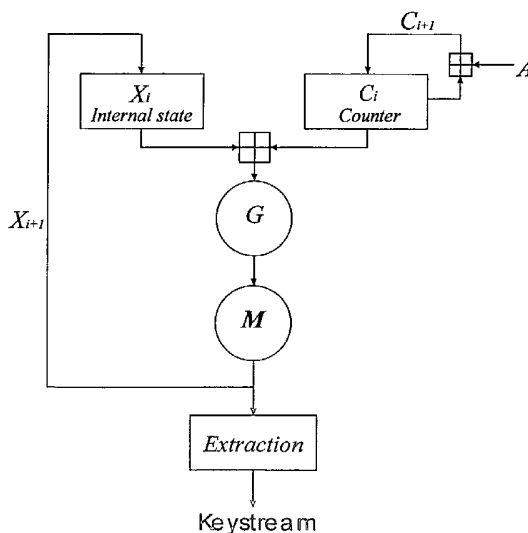 C_{i+1}
A
X_i
Internal state
C_i
Counter
G
X_{i+1}
M
Extraction
Keystream